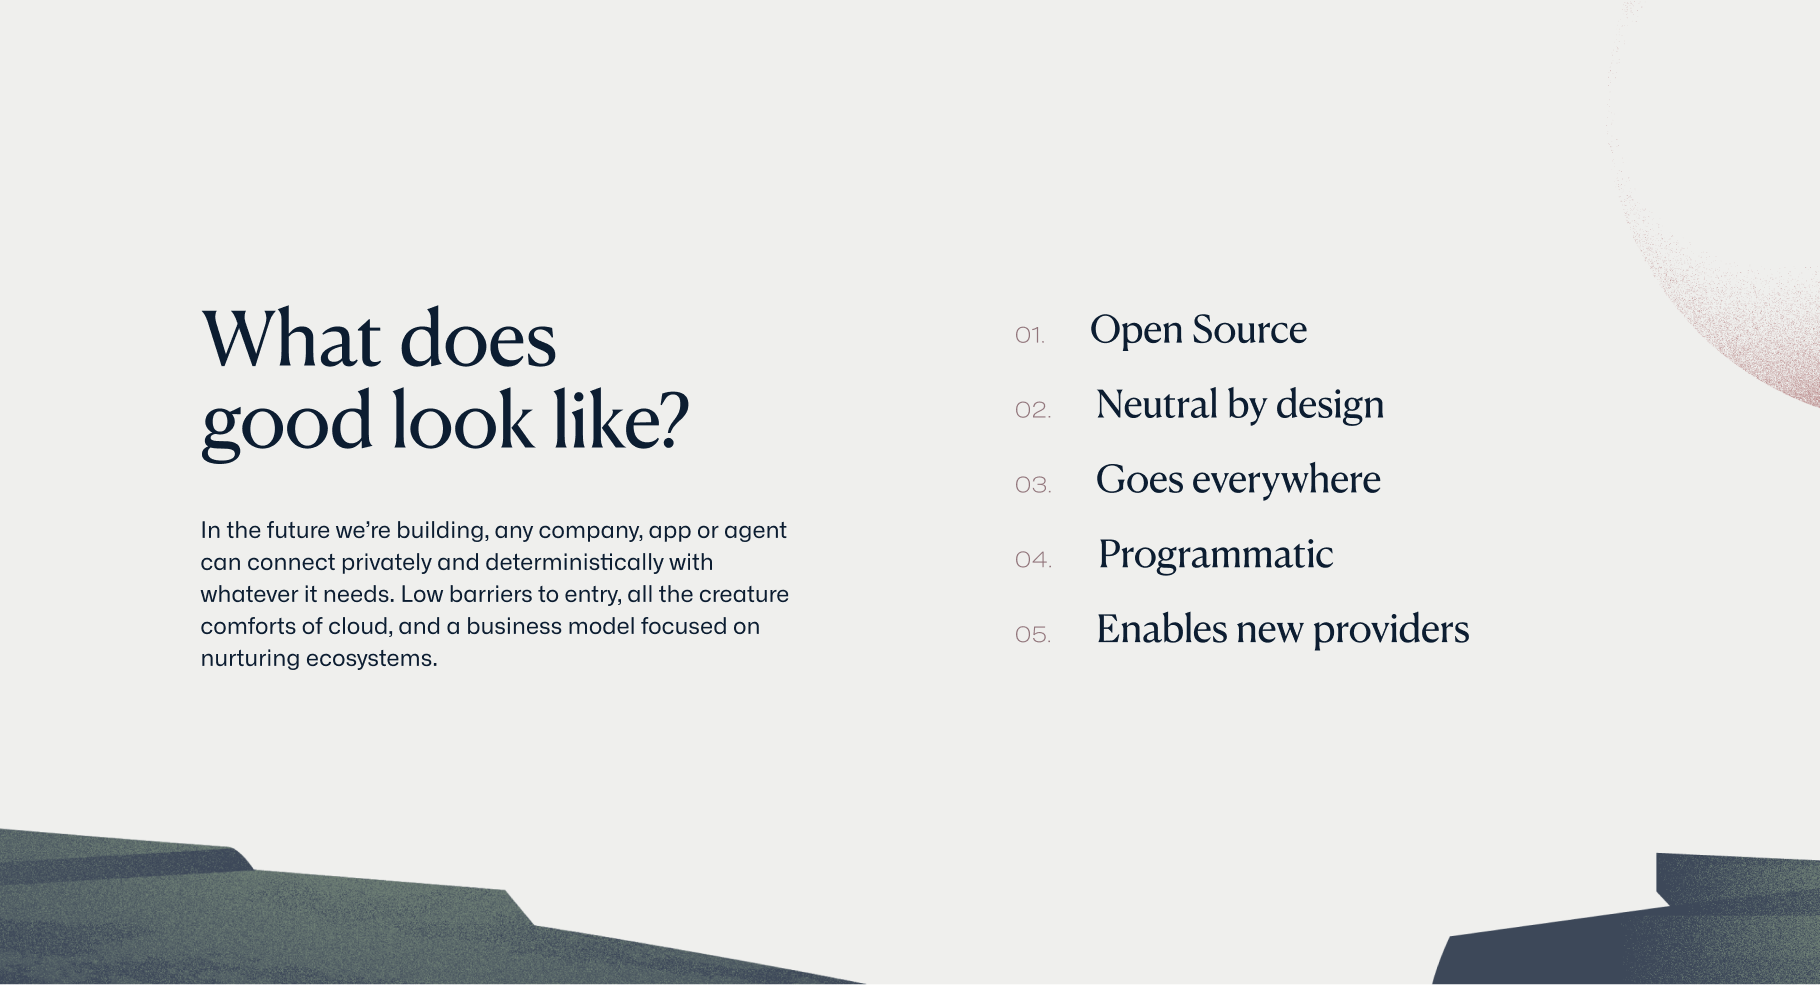 What does
good look like?
In the future we’re building, any company, app or agent
can connect privately and deterministically with
whatever it needs. Low barriers to entry, all the creature
comforts of cloud, and a business model focused on
nurturing ecosystems.
01. Open Source
02. Neutral by design
03. Goes everywhere
04. Programmatic
05. Enables new providers